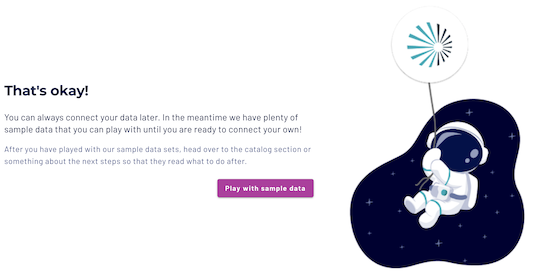 That's okay!
You can always connect your data later. In the meantime we have plenty of
sample data that you can play with until you are ready to connect your own!
After you have played with our sample data sets, head over to the catalog section or
something about the next steps so that they read what to do after.
Play with sample data